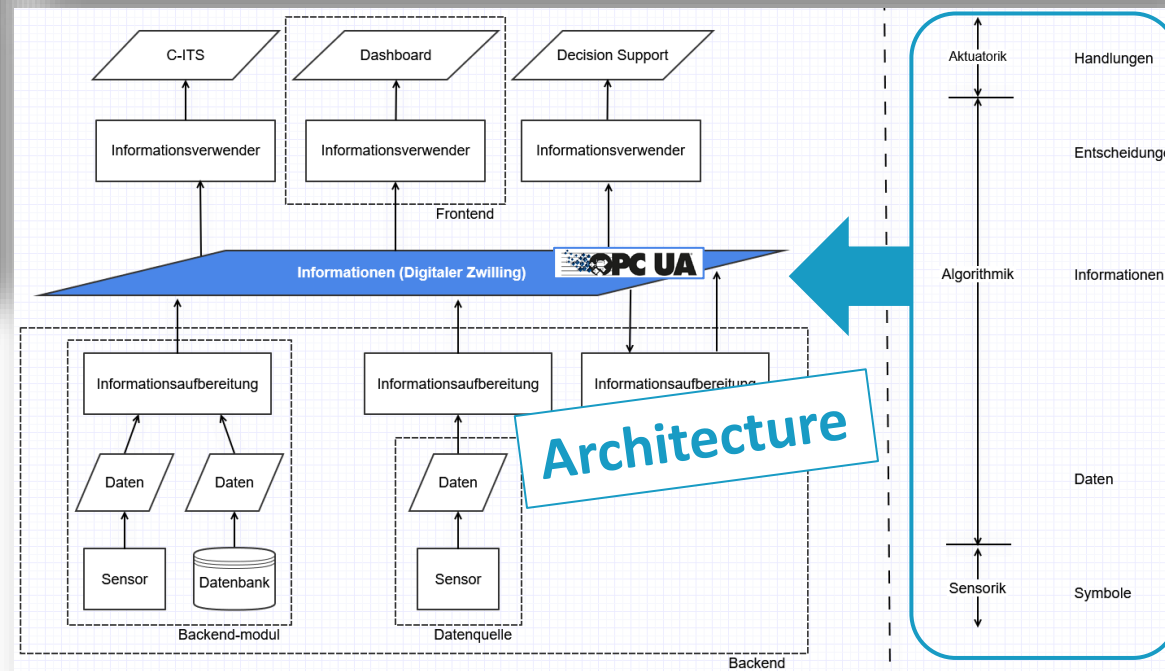 C-ITS
Dashboard
Decision Support
Informationsverwender
Informationsverwender
Informationsverwender
Frontend
Informationen (Digitaler Zwilling)
OPC UA
Informationsaufbereitung
Informationsaufbereitung
Informationsaufbereitung
Architecture
Daten
Daten
Daten
Sensor
Datenbank
Sensor
Backend-modul
Datenquelle
Backend
Aktuatorik
Handlungen
Entscheidunge
Algorithmik
Informationen
Daten
Sensorik
Symbole